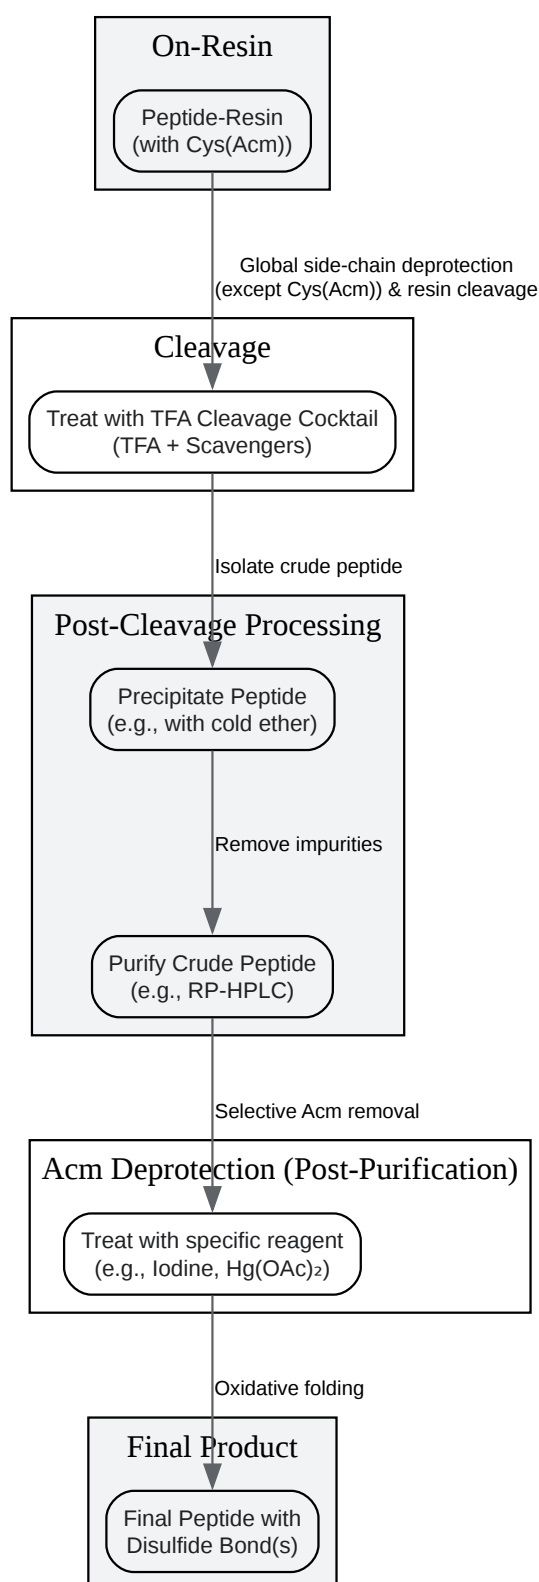 On-Resin
Peptide-Resin
(with Cys(Acm))
Global side-chain deprotection
(except Cys(Acm)) & resin cleavage
Cleavage
Treat with TFA Cleavage Cocktail
(TFA + Scavengers)
Isolate crude peptide
Post-Cleavage Processing
Precipitate Peptide
(e.g., with cold ether)
Remove impurities
Purify Crude Peptide
(e.g., RP-HPLC)
Selective Acm removal
Acm Deprotection (Post-Purification)
Treat with specific reagent
(e.g., Iodine, Hg(OAc)₂)
Oxidative folding
Final Product
Final Peptide with
Disulfide Bond(s)